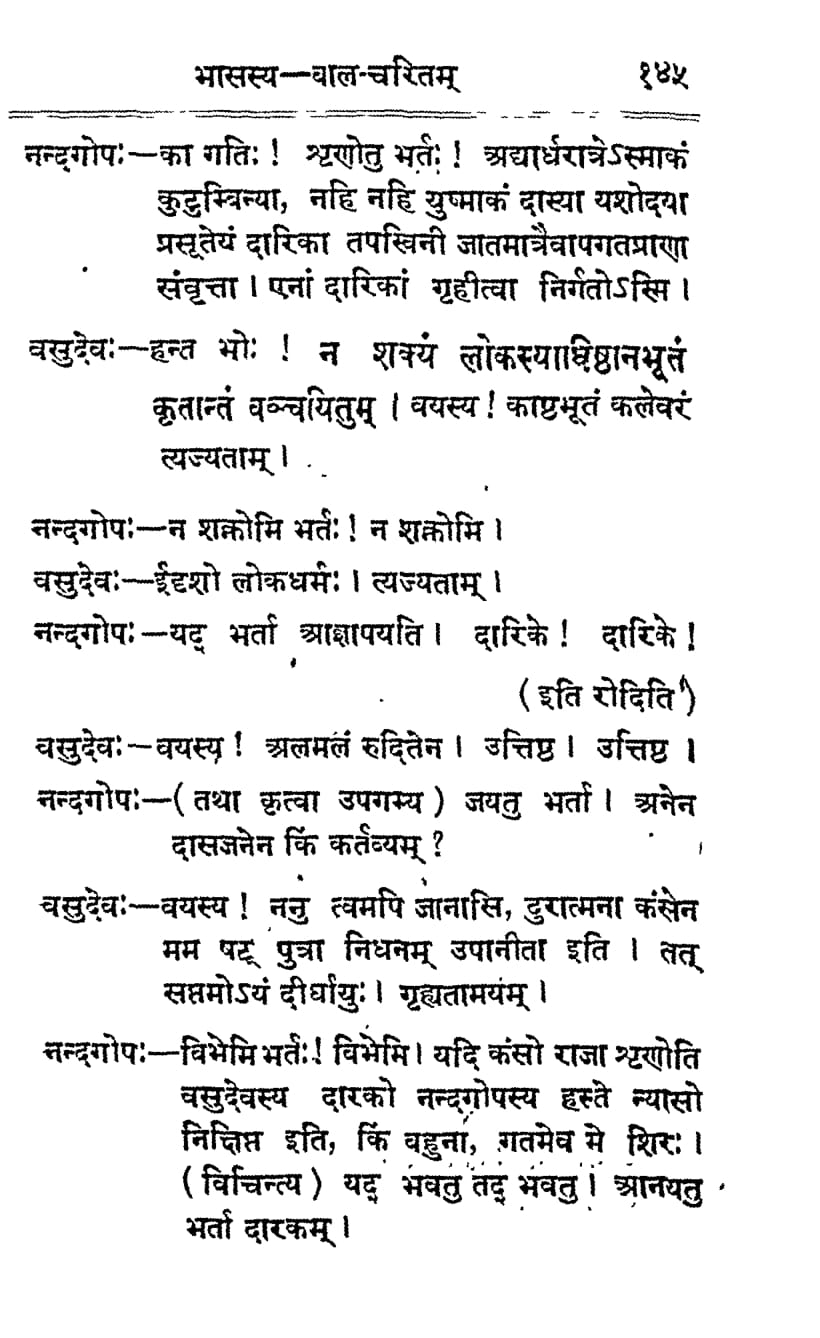 भासस्य—वाल-चरितम् १४५
नन्दगोपः—का गतिः ! शृणोतु भर्तः ! अद्यार्धरात्रेऽस्माकं
कुटुम्विन्या, नहि नहि युष्माकं दास्या यशोदया
प्रसूतेयं दारिका तपस्विनी जातमात्रैवापगतप्राणा
संवृत्ता । एनां दारिकां गृहीत्वा निर्गतोऽस्मि ।
वसुदेवः—हन्त भोः ! न शक्यं लोकस्याधिष्ठानभूतं
कृतान्तं वञ्चयितुम् । वयस्य ! काष्ठभूतं कलेवरं
त्यज्यताम् ।
नन्दगोपः—न शक्नोमि भर्तः ! न शक्नोमि ।
वसुदेवः—ईदृशो लोकधर्मः । त्यज्यताम् ।
नन्दगोपः—यद् भर्ता आज्ञापयति । दारिके ! दारिके !
(इति रोदिति)
वसुदेवः—वयस्य ! अलमलं रुदितेन । उत्तिष्ठ । उत्तिष्ठ ।
नन्दगोपः—(तथा कृत्वा उपगम्य) जयतु भर्ता । अनेन
दासजनेन किं कर्तव्यम् ?
वसुदेवः—वयस्य ! ननु त्वमपि जानासि, दुरात्मना कंसेन
मम षट् पुत्रा निधनम् उपानीता इति । तत्
सप्तमोऽयं दीर्घायुः । गृह्यतामयम् ।
नन्दगोपः—विभेमि भर्तः ! विभेमि । यदि कंसो राजा शृणोति
वसुदेवस्य दारको नन्दगोपस्य हस्ते न्यासो
निक्षिप्त इति, किं वहुना, गतमेव मे शिरः ।
(विचिन्त्य) यद् भवतु तद् भवतु । आनयतु
भर्ता दारकम् ।